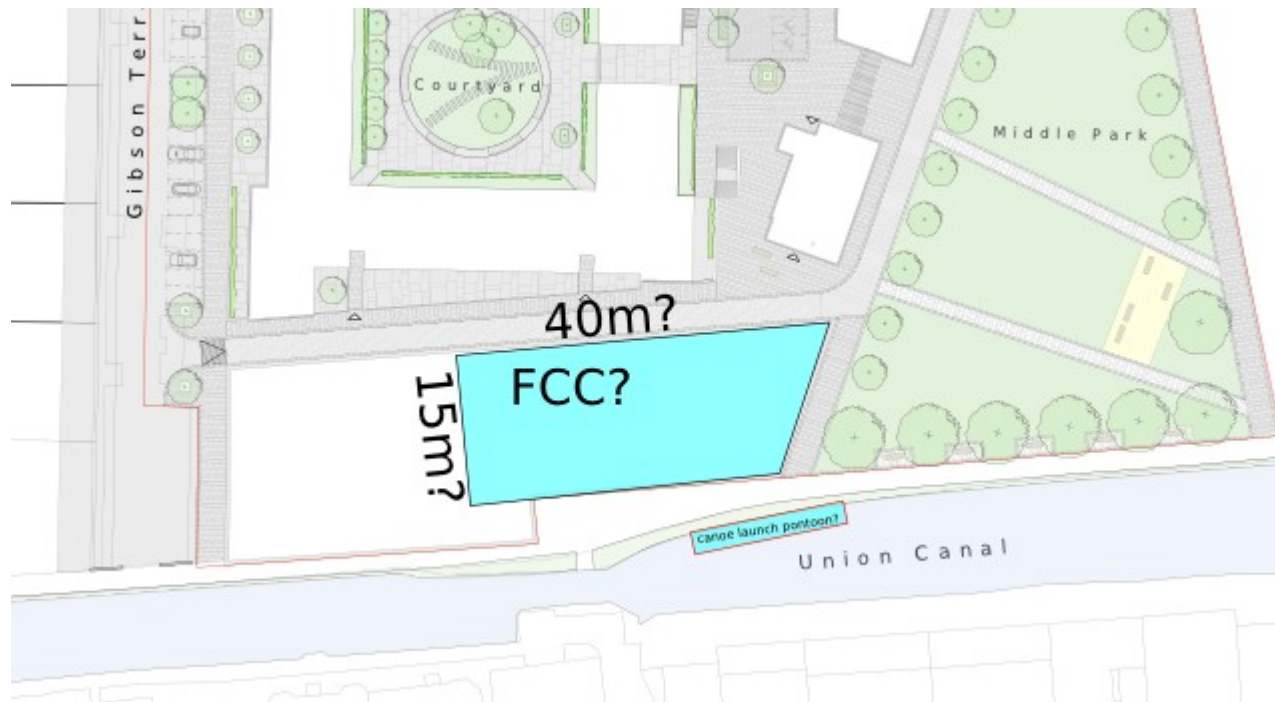 Gibson Terr
Courtyard
Middle Park
40m?
FCC?
15m?
canoe launch pontoon?
Union Canal